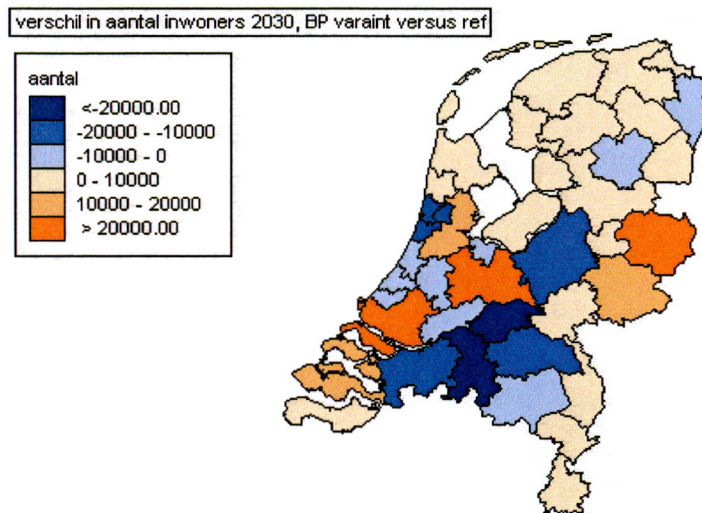 verschil in aantal inwoners 2030, BP varaint versus ref
aantal
<-20000.00
-20000 - -10000
-10000 - 0
0 - 10000
10000 - 20000
> 20000.00